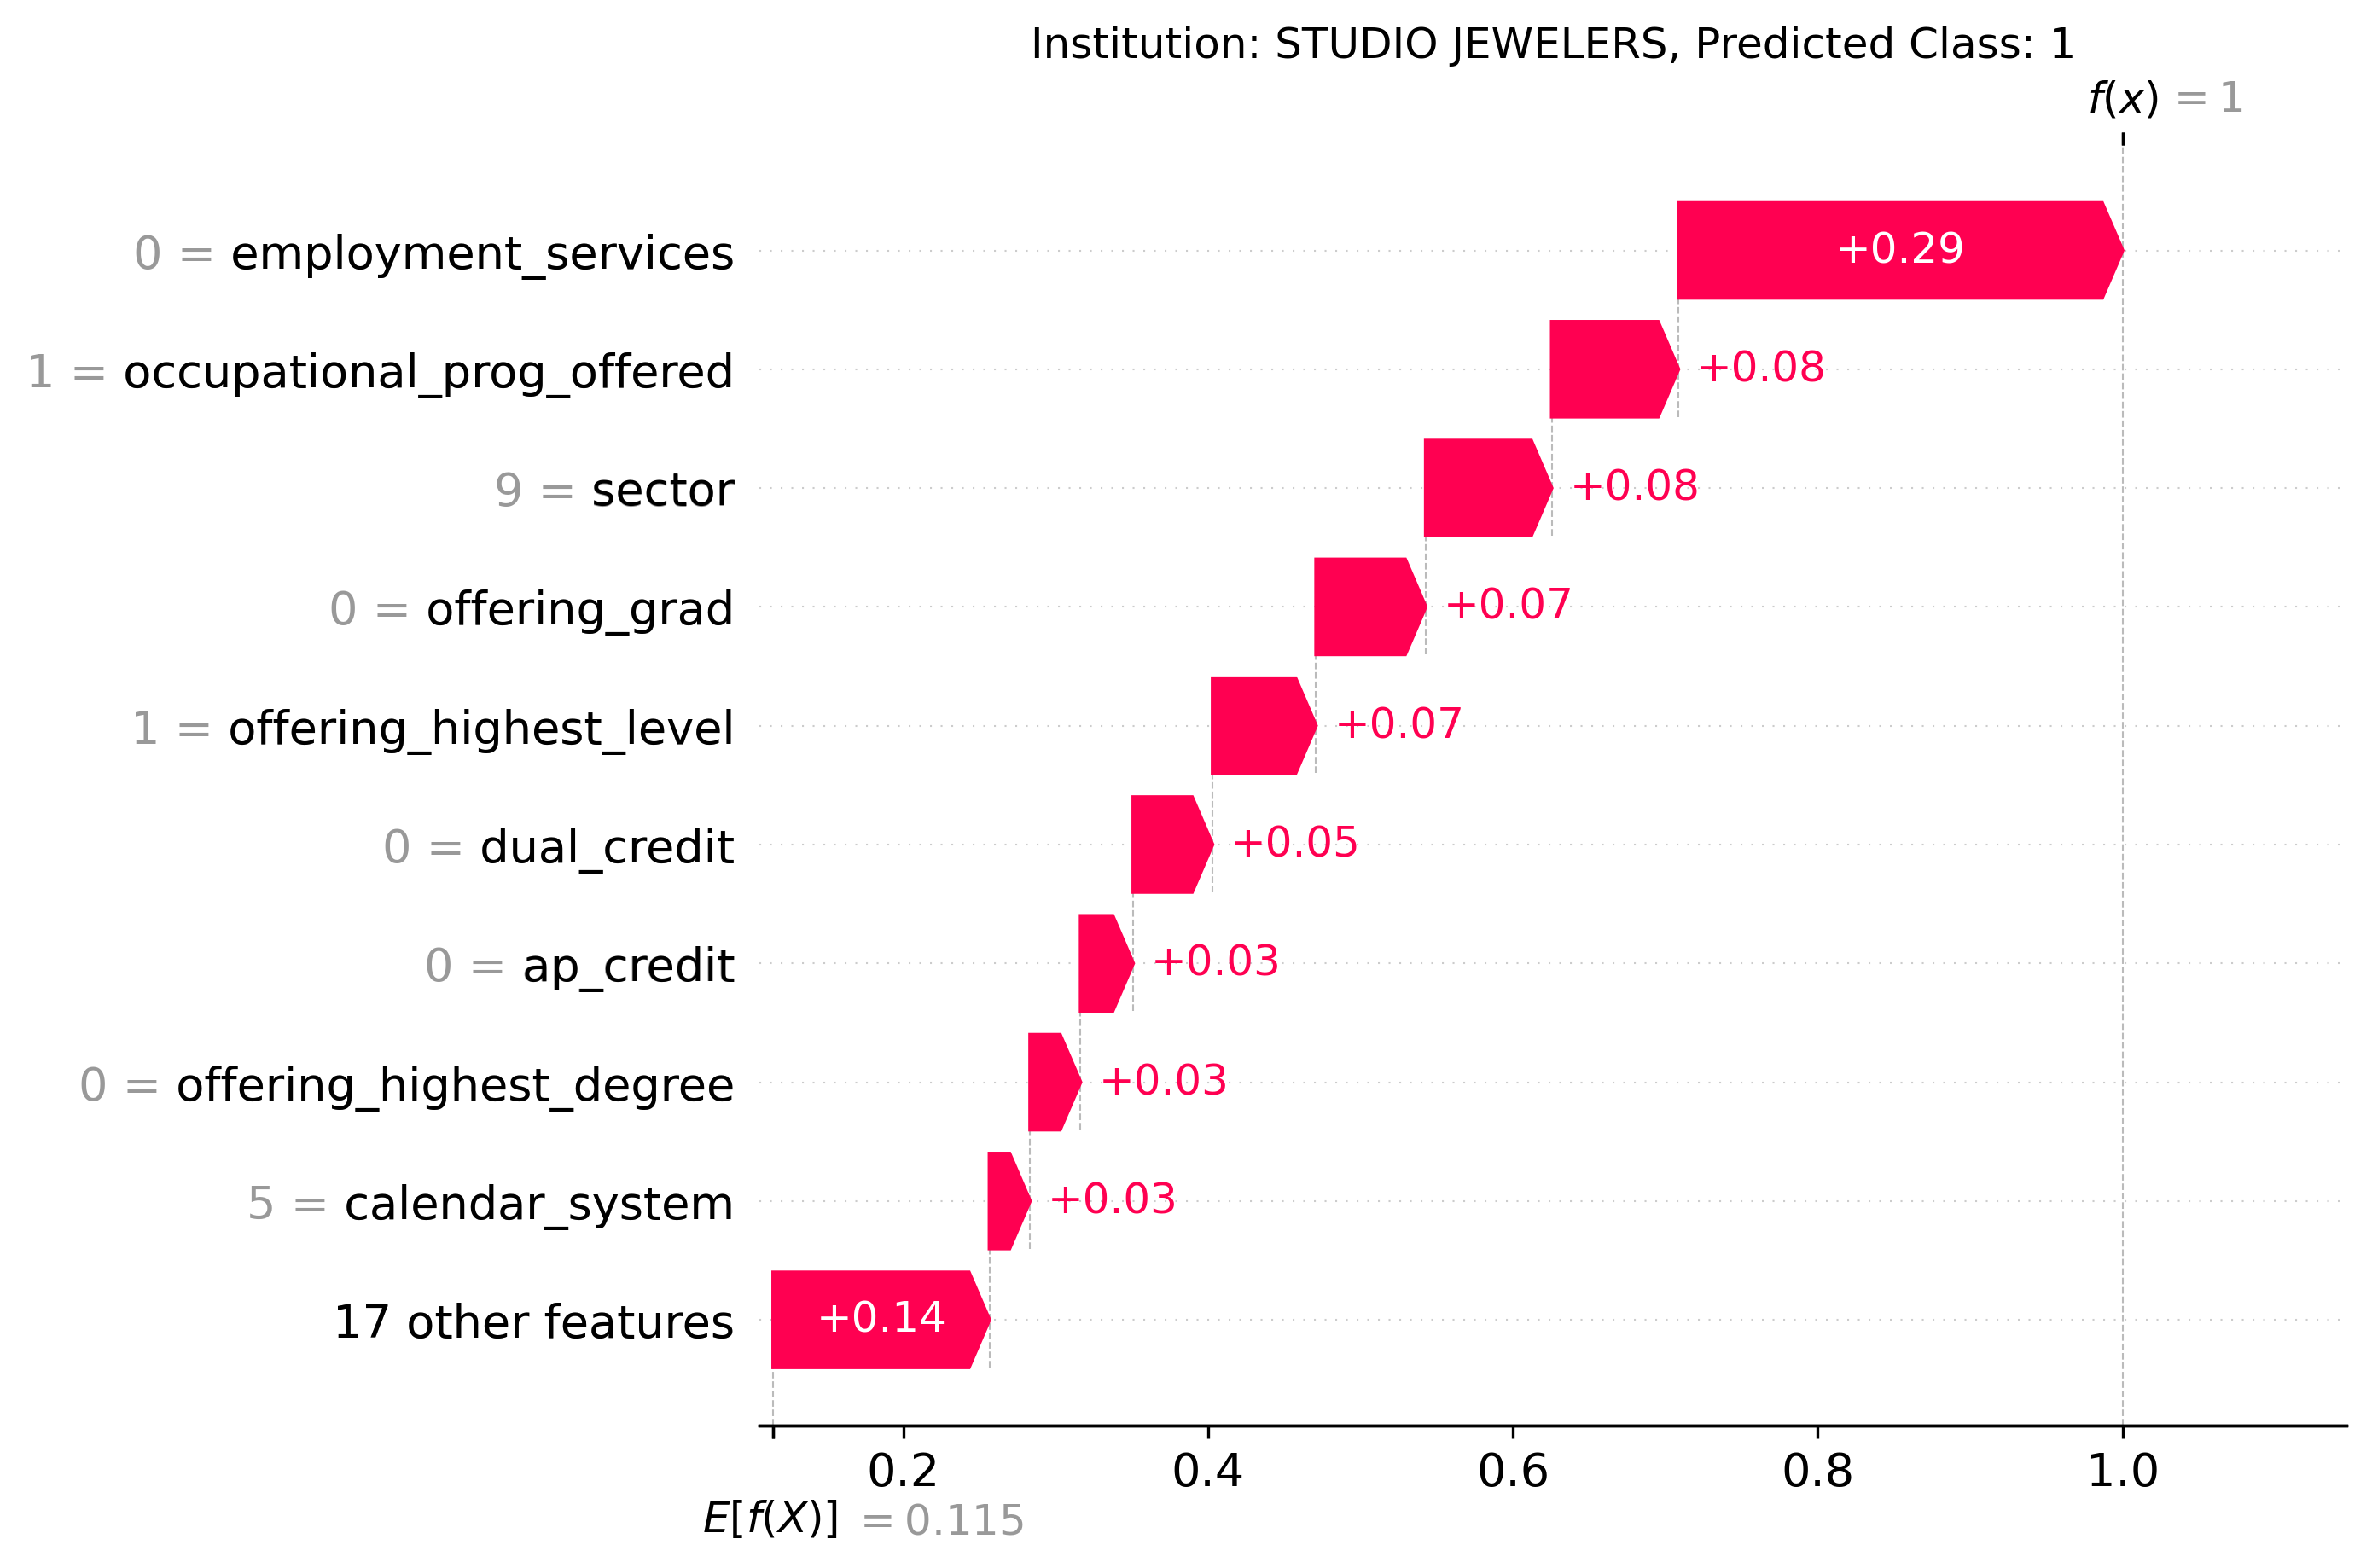 Institution: STUDIO JEWELERS, Predicted Class: 1
f(x) = 1
0 = employment_services +0.29
1 = occupational_prog_offered +0.08
9 = sector +0.08
0 = offering_grad +0.07
1 = offering_highest_level +0.07
0 = dual_credit +0.05
0 = ap_credit +0.03
0 = offering_highest_degree +0.03
5 = calendar_system +0.03
17 other features +0.14
0.2 0.4 0.6 0.8 1.0
E[f(X)] = 0.115